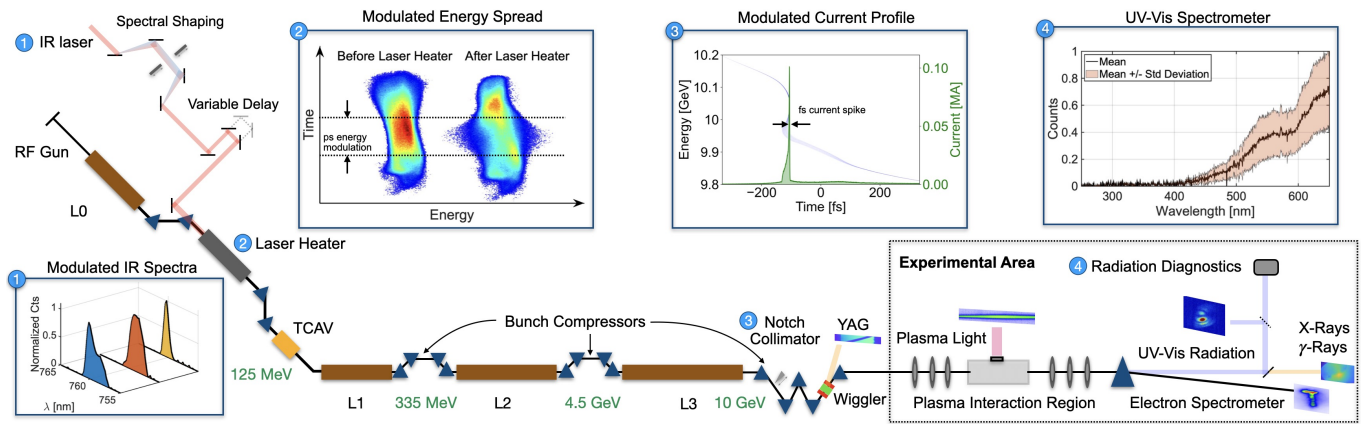 Spectral Shaping
1
IR laser
Variable Delay
RF Gun
L0
2
Laser Heater
Modulated Energy Spread
2
Before Laser Heater
After Laser Heater
Time
ps energy
modulation
Energy
Modulated Current Profile
3
10.2
10.1
10
9.9
9.8
Energy [GeV]
fs current spike
0.10
0.05
0.00
Current [MA]
−200
0
200
Time [fs]
UV-Vis Spectrometer
4
Mean
Mean +/- Std Deviation
1
0.8
0.6
0.4
0.2
0
Counts
300
400
500
600
Wavelength [nm]
Modulated IR Spectra
1
Normalized Cts
1
0.5
0
765
760
755
λ [nm]
TCAV
125 MeV
Bunch Compressors
L1
335 MeV
L2
4.5 GeV
L3
10 GeV
3
Notch
Collimator
YAG
Wiggler
Experimental Area
Plasma Light
Plasma Interaction Region
4
Radiation Diagnostics
UV-Vis Radiation
X-Rays
γ-Rays
Electron Spectrometer